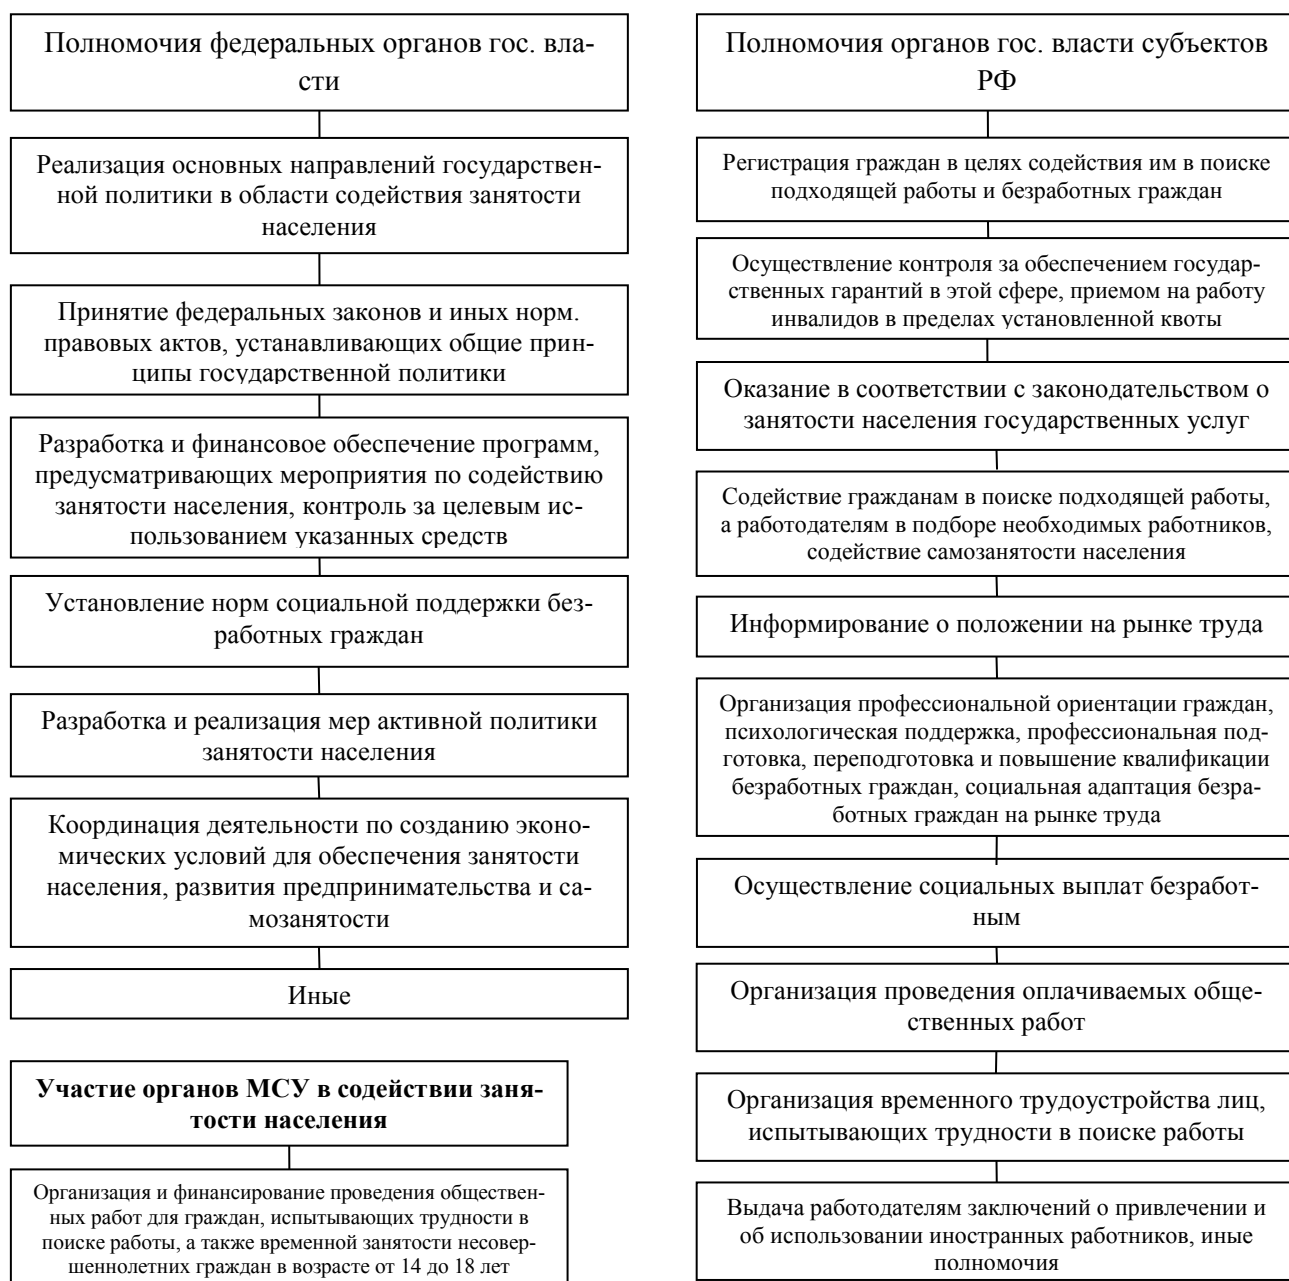 Полномочия федеральных органов гос. вла-
сти
Реализация основных направлений государствен-
ной политики в области содействия занятости
населения
Принятие федеральных законов и иных норм.
правовых актов, устанавливающих общие прин-
ципы государственной политики
Разработка и финансовое обеспечение программ,
предусматривающих мероприятия по содействию
занятости населения, контроль за целевым ис-
пользованием указанных средств
Установление норм социальной поддержки без-
работных граждан
Разработка и реализация мер активной политики
занятости населения
Координация деятельности по созданию эконо-
мических условий для обеспечения занятости
населения, развития предпринимательства и са-
мозанятости
Иные
Участие органов МСУ в содействии заня-
тости населения
Организация и финансирование проведения обществен-
ных работ для граждан, испытывающих трудности в
поиске работы, а также временной занятости несовер-
шеннолетних граждан в возрасте от 14 до 18 лет
Полномочия органов гос. власти субъектов
РФ
Регистрация граждан в целях содействия им в поиске
подходящей работы и безработных граждан
Осуществление контроля за обеспечением государ-
ственных гарантий в этой сфере, приемом на работу
инвалидов в пределах установленной квоты
Оказание в соответствии с законодательством о
занятости населения государственных услуг
Содействие гражданам в поиске подходящей работы,
а работодателям в подборе необходимых работников,
содействие самозанятости населения
Информирование о положении на рынке труда
Организация профессиональной ориентации граждан,
психологическая поддержка, профессиональная под-
готовка, переподготовка и повышение квалификации
безработных граждан, социальная адаптация безра-
ботных граждан на рынке труда
Осуществление социальных выплат безработ-
ным
Организация проведения оплачиваемых обще-
ственных работ
Организация временного трудоустройства лиц,
испытывающих трудности в поиске работы
Выдача работодателям заключений о привлечении и
об использовании иностранных работников, иные
полномочия